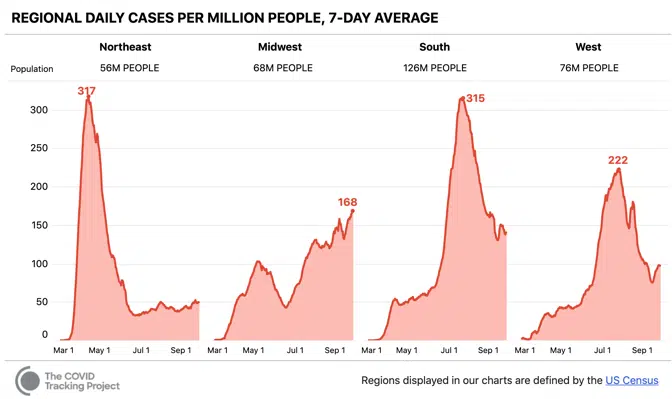 REGIONAL DAILY CASES PER MILLION PEOPLE, 7-DAY AVERAGE
Northeast Midwest South West
Population 56M PEOPLE 68M PEOPLE 126M PEOPLE 76M PEOPLE
317
315
300
250
222
200
168
150
100
50
0
Mar 1 May 1 Jul 1 Sep 1 Mar 1 May 1 Jul 1 Sep 1 Mar 1 May 1 Jul 1 Sep 1 Mar 1 May 1 Jul 1 Sep 1
The COVID
Tracking Project
Regions displayed in our charts are defined by the US Census